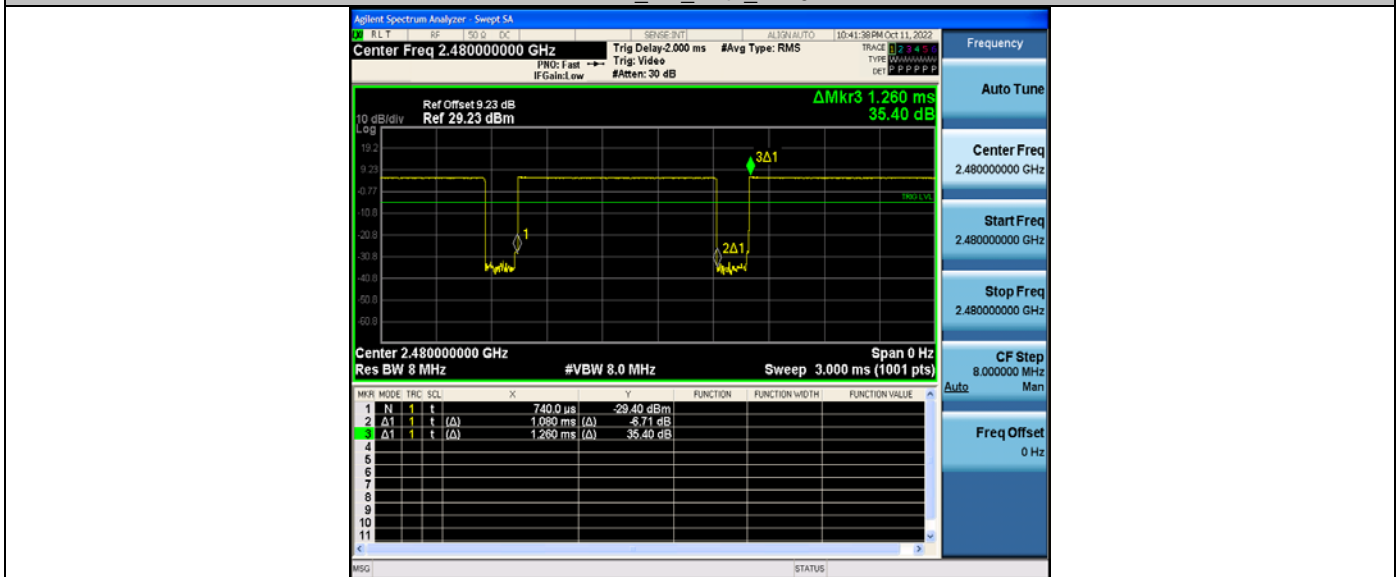 Agilent Spectrum Analyzer - Swept SA
RLT RF 50 Ω DC SENSE:INT ALIGN AUTO 10:41:38 PM Oct 11, 2022
Center Freq 2.480000000 GHz
PNO: Fast
IFGain:Low
Trig Delay-2.000 ms
Trig: Video
#Atten: 30 dB
#Avg Type: RMS
TRACE 1 2 3 4 5 6
TYPE WWWWWW
DET P P P P P P
ΔMkr3 1.260 ms
35.40 dB
Ref Offset 9.23 dB
10 dB/div Ref 29.23 dBm
Log
19.2
9.23
-0.77
-10.8
-20.8
-30.8
-40.8
-50.8
-60.8
3Δ1
TRIG LVL
1
2Δ1
Center 2.480000000 GHz Span 0 Hz
Res BW 8 MHz #VBW 8.0 MHz Sweep 3.000 ms (1001 pts)
MKR MODE TRC SCL X Y FUNCTION FUNCTION WIDTH FUNCTION VALUE
1 N 1 t 740.0 µs -29.40 dBm
2 Δ1 1 t (Δ) 1.080 ms (Δ) -6.71 dB
3 Δ1 1 t (Δ) 1.260 ms (Δ) 35.40 dB
4
5
6
7
8
9
10
11
MSG STATUS
Frequency
Auto Tune
Center Freq
2.480000000 GHz
Start Freq
2.480000000 GHz
Stop Freq
2.480000000 GHz
CF Step
8.000000 MHz
Auto Man
Freq Offset
0 Hz